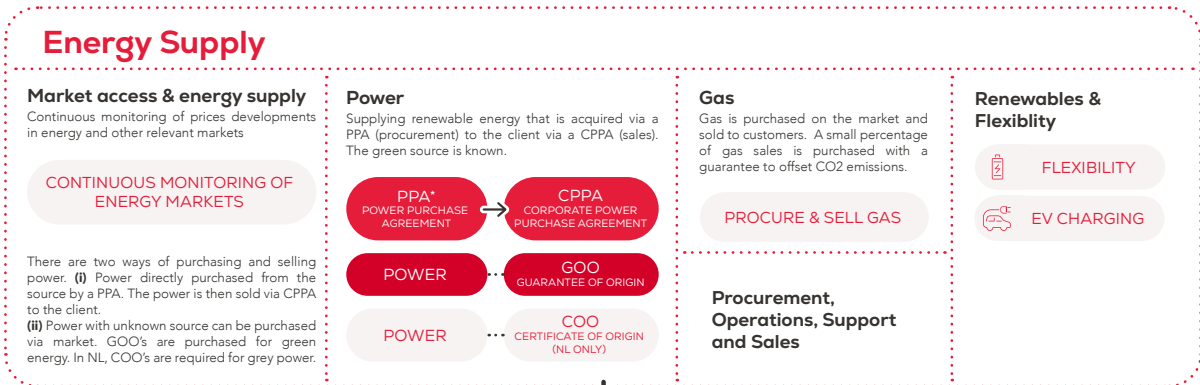 Energy Supply
Market access & energy supply
Continuous monitoring of prices developments
in energy and other relevant markets
CONTINUOUS MONITORING OF
ENERGY MARKETS
There are two ways of purchasing and selling
power. (i) Power directly purchased from the
source by a PPA. The power is then sold via CPPA
to the client.
(ii) Power with unknown source can be purchased
via market. GOO's are purchased for green
energy. In NL, COO's are required for grey power.
Power
Supplying renewable energy that is acquired via a
PPA (procurement) to the client via a CPPA (sales).
The green source is known.
PPA*
POWER PURCHASE
AGREEMENT
CPPA
CORPORATE POWER
PURCHASE AGREEMENT
POWER
GOO
GUARANTEE OF ORIGIN
POWER
COO
CERTIFICATE OF ORIGIN
(NL ONLY)
Gas
Gas is purchased on the market and
sold to customers. A small percentage
of gas sales is purchased with a
guarantee to offset CO2 emissions.
PROCURE & SELL GAS
Procurement,
Operations, Support
and Sales
Renewables &
Flexiblity
FLEXIBILITY
EV CHARGING